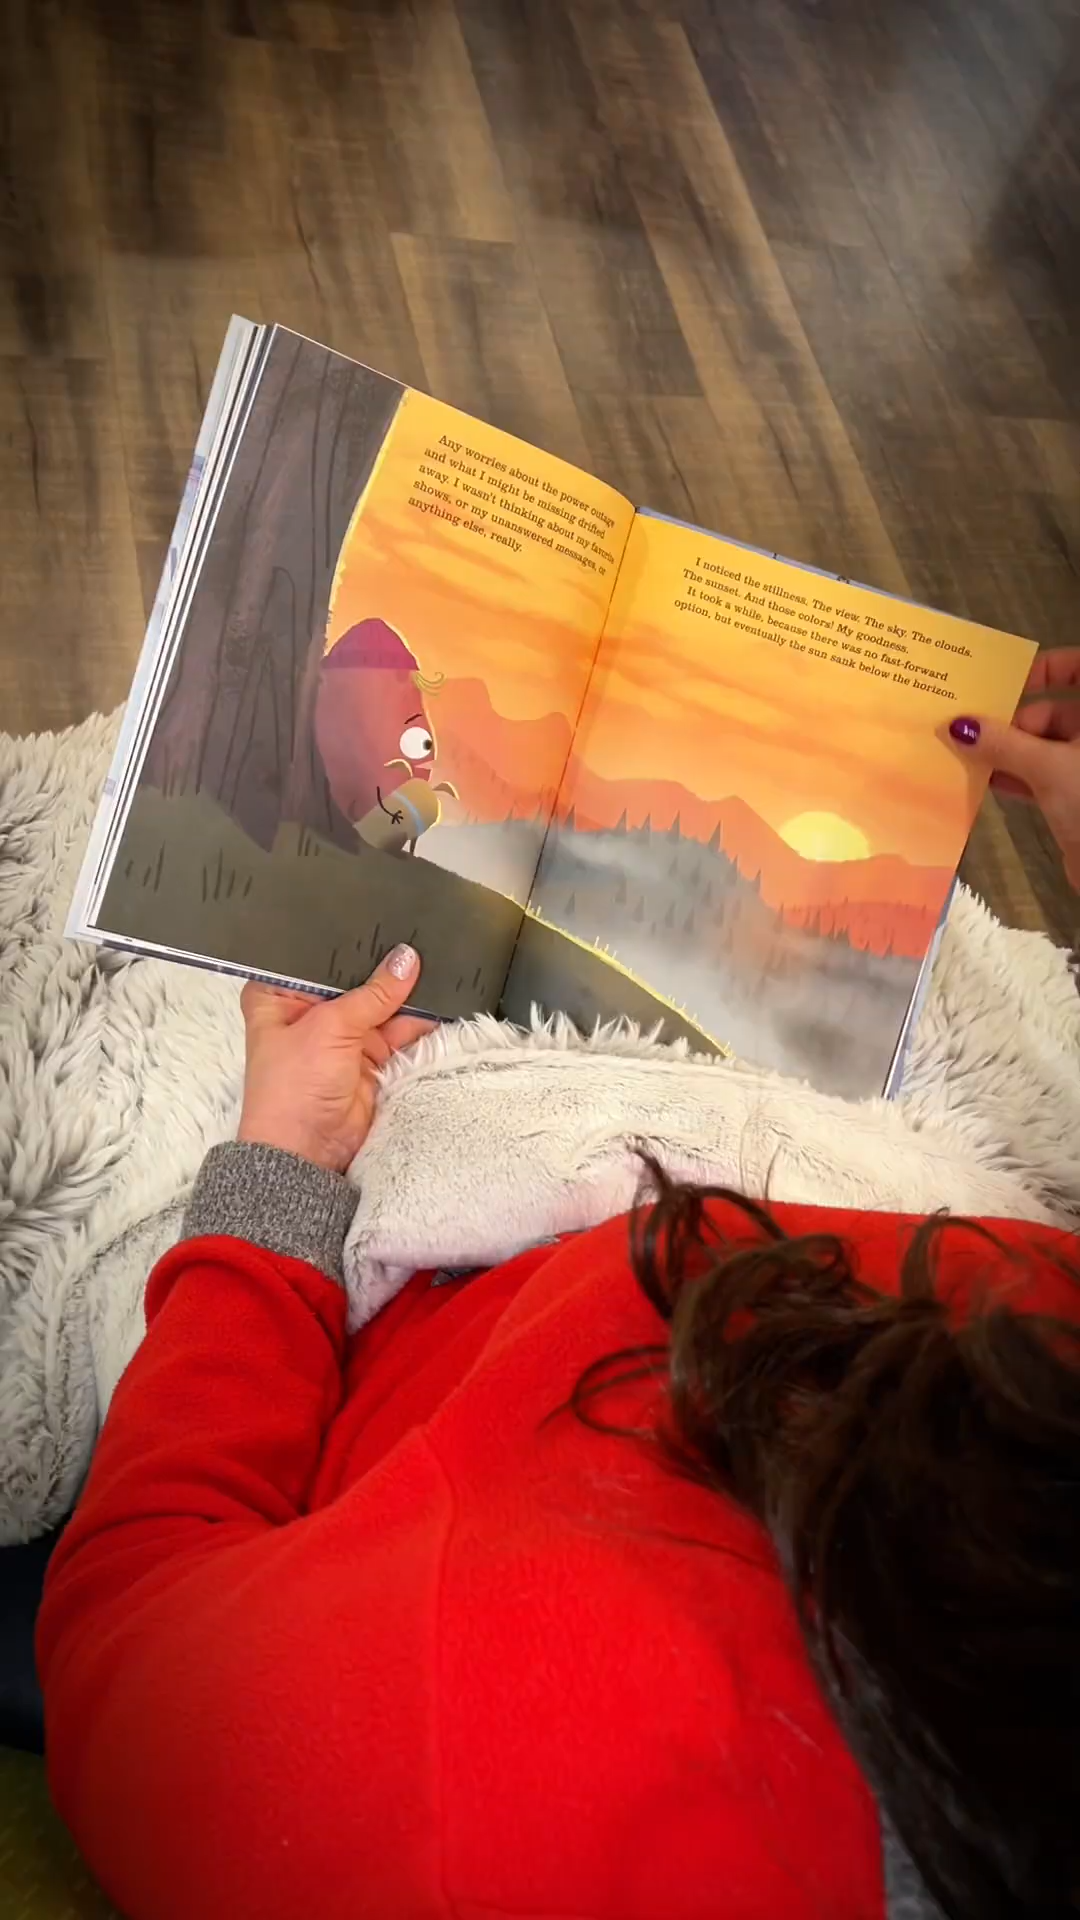 Any worries about the power outage
and what I might be missing drifted
away. I wasn't thinking about my favorite
shows, or my unanswered messages, or
anything else, really.
I noticed the stillness. The view. The sky. The clouds.
The sunset. And those colors! My goodness.
It took a while, because there was no fast-forward
option, but eventually the sun sank below the horizon.